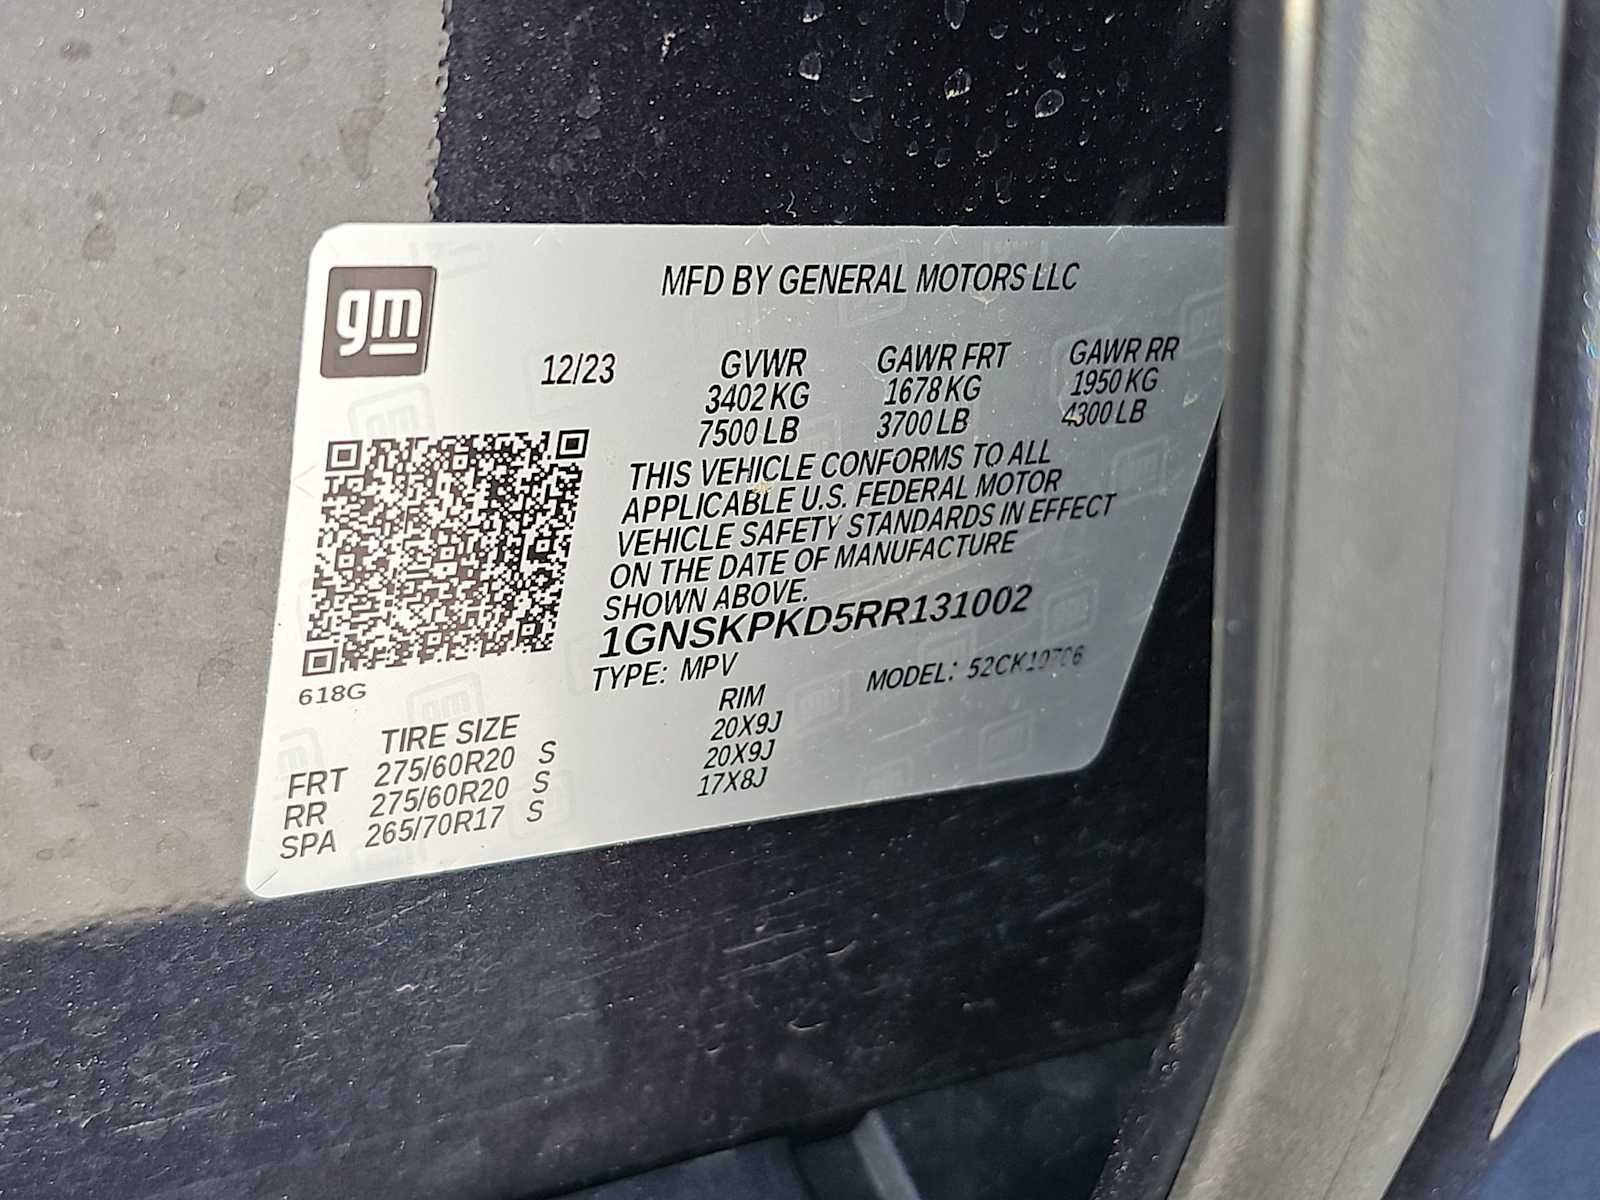 gm
MFD BY GENERAL MOTORS LLC
12/23 GVWR GAWR FRT GAWR RR
3402 KG 1678 KG 1950 KG
7500 LB 3700 LB 4300 LB
THIS VEHICLE CONFORMS TO ALL
APPLICABLE U.S. FEDERAL MOTOR
VEHICLE SAFETY STANDARDS IN EFFECT
ON THE DATE OF MANUFACTURE
SHOWN ABOVE.
1GNSKPKD5RR131002
TYPE: MPV MODEL: 52CK10706
618G
TIRE SIZE RIM
FRT 275/60R20 S 20X9J
RR 275/60R20 S 20X9J
SPA 265/70R17 S 17X8J